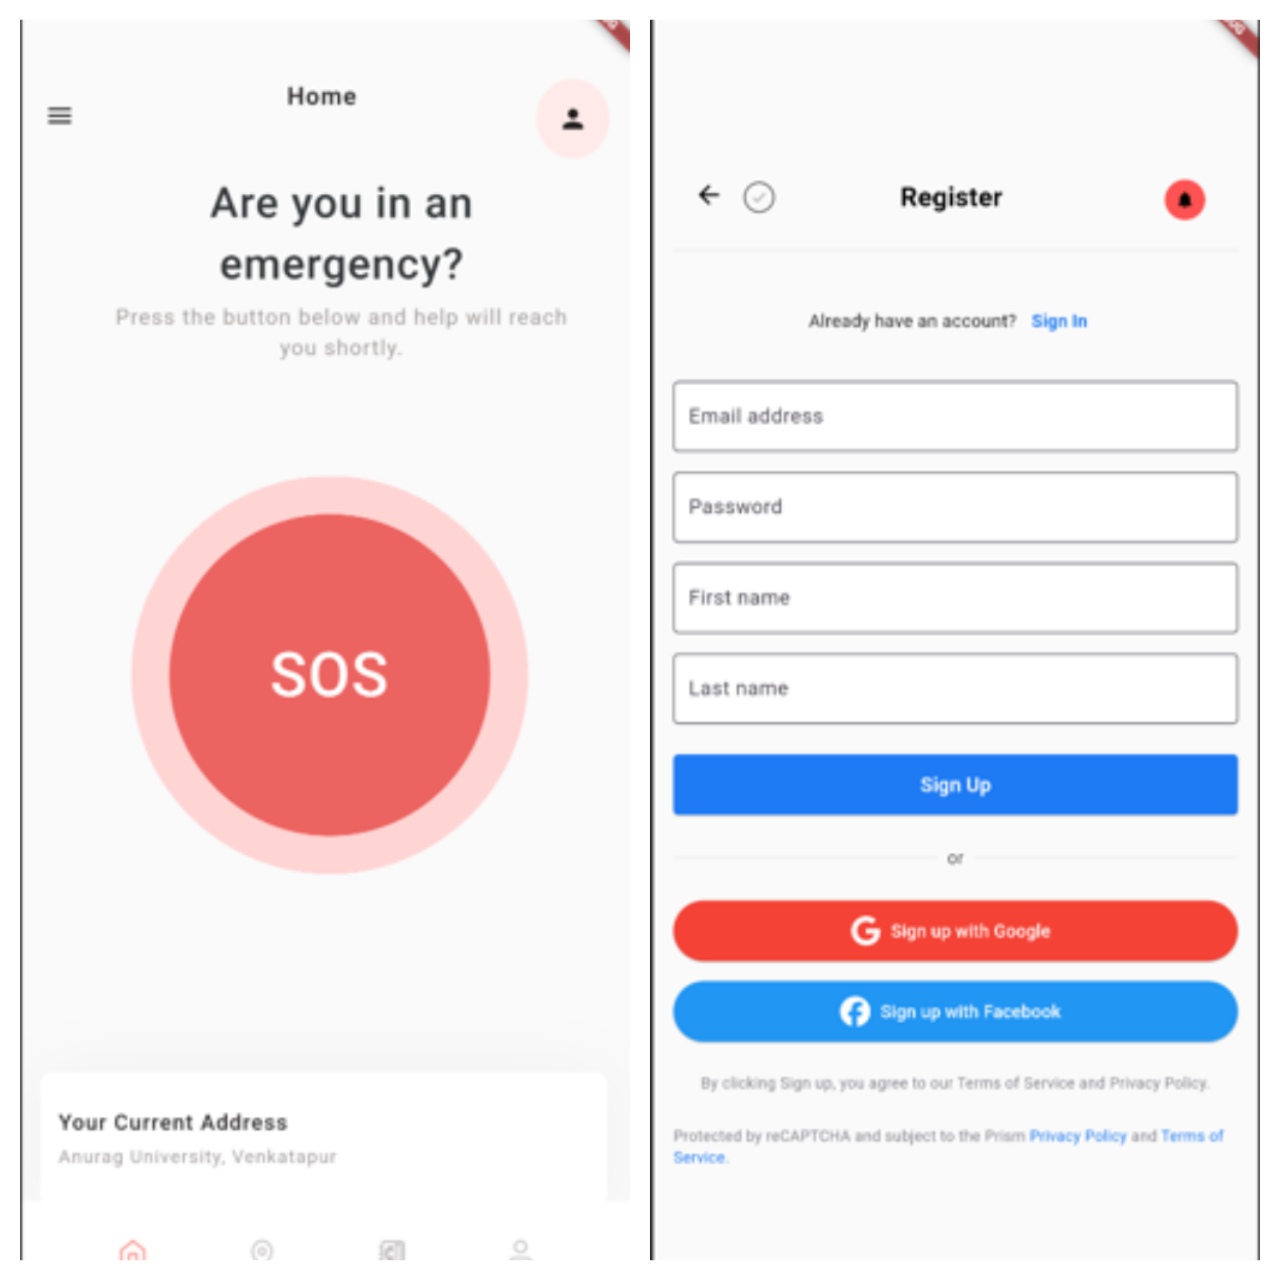 Home
Are you in an
emergency?
Press the button below and help will reach
you shortly.
SOS
Your Current Address
Anurag University, Venkatapur
Register
Already have an account? Sign In
Email address
Password
First name
Last name
Sign Up
or
Sign up with Google
Sign up with Facebook
By clicking Sign up, you agree to our Terms of Service and Privacy Policy.
Protected by reCAPTCHA and subject to the Prism Privacy Policy and Terms of
Service.